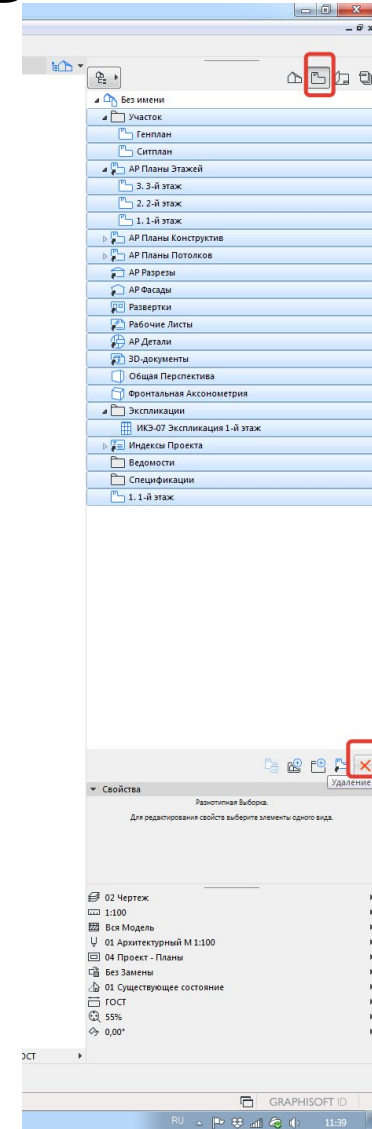 Без имени
Участок
Генплан
Ситплан
АР Планы Этажей
3. 3-й этаж
2. 2-й этаж
1. 1-й этаж
АР Планы Конструктив
АР Планы Потолков
АР Разрезы
АР Фасады
Развертки
Рабочие Листы
АР Детали
3D-документы
Общая Перспектива
Фронтальная Аксонометрия
Экспликации
ИКЭ-07 Экспликация 1-й этаж
Индексы Проекта
Ведомости
Спецификации
1. 1-й этаж
Удаление
Свойства
Разнотипная Выборка.
Для редактирования свойств выберите элементы одного вида.
02 Чертеж
1:100
Вся Модель
01 Архитектурный М 1:100
04 Проект - Планы
Без Замены
01 Существующее состояние
ГОСТ
55%
0,00°
ОСТ
GRAPHISOFT ID
RU 11:39